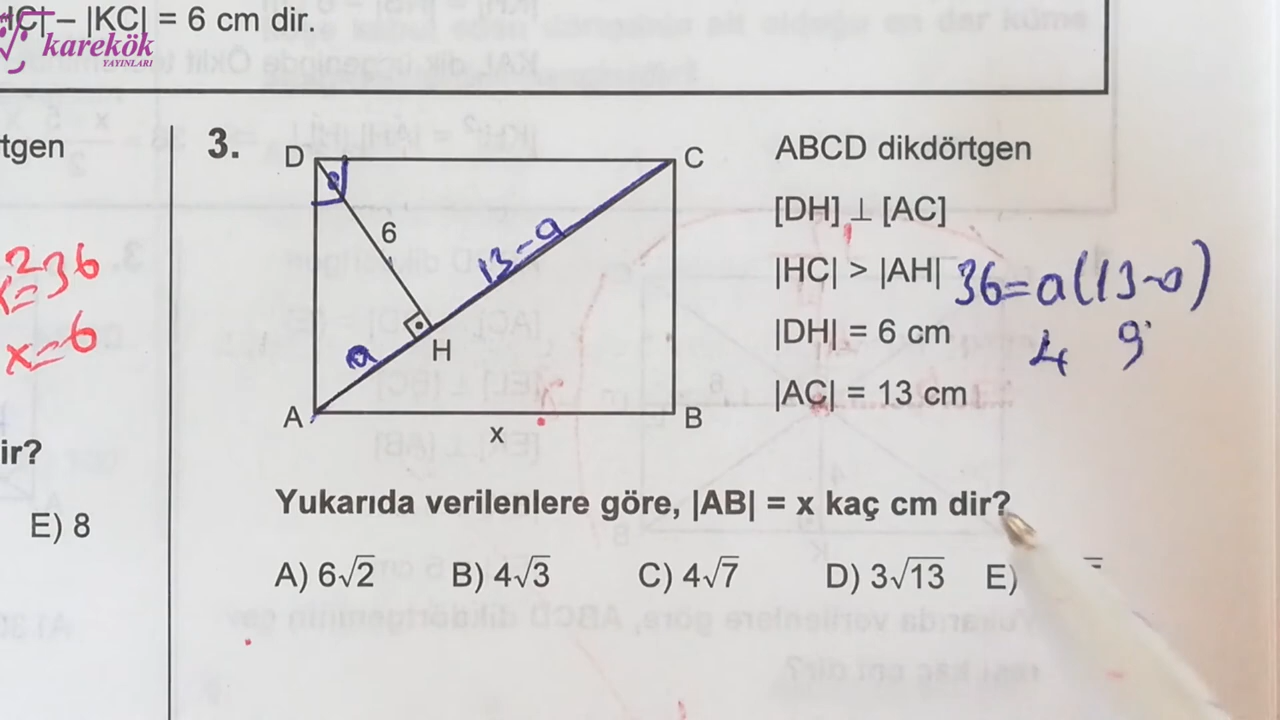 |HC| – |KC| = 6 cm dir.
karekök
YAYINLARI
tgen
3.
D
C
6
13-a
a
H
A
B
x
ABCD dikdörtgen
[DH] ⊥ [AC]
|HC| > |AH|
36=a(13-a)
|DH| = 6 cm
4 9
|AC| = 13 cm
=36
x=6
ir?
E) 8
Yukarıda verilenlere göre, |AB| = x kaç cm dir?
A) 6√2 B) 4√3 C) 4√7 D) 3√13 E)